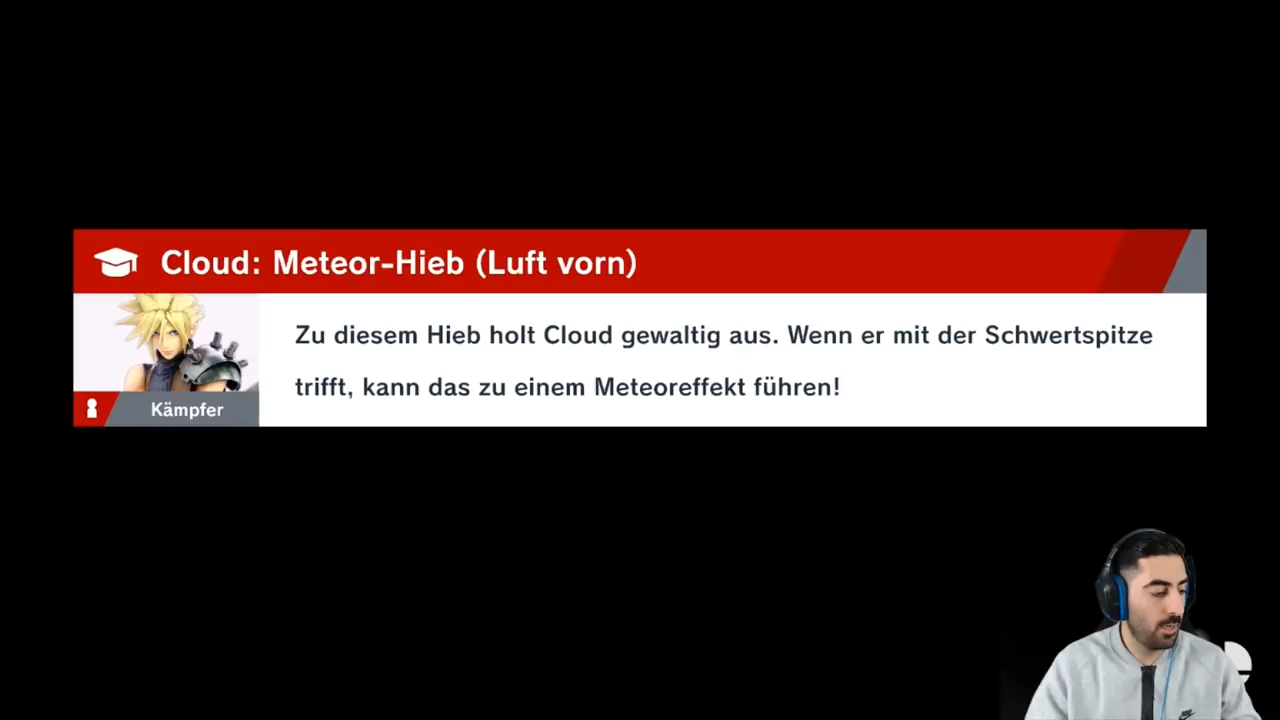 Cloud: Meteor-Hieb (Luft vorn)
Zu diesem Hieb holt Cloud gewaltig aus. Wenn er mit der Schwertspitze
trifft, kann das zu einem Meteoreffekt führen!
Kämpfer